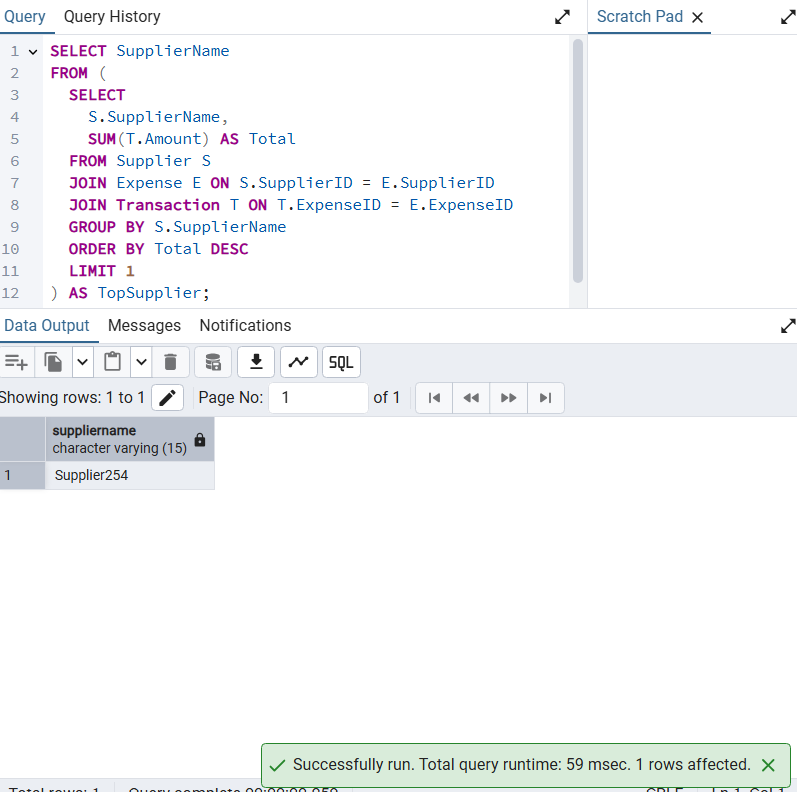 Query Query History Scratch Pad
1 SELECT SupplierName
2 FROM (
3 SELECT
4 S.SupplierName,
5 SUM(T.Amount) AS Total
6 FROM Supplier S
7 JOIN Expense E ON S.SupplierID = E.SupplierID
8 JOIN Transaction T ON T.ExpenseID = E.ExpenseID
9 GROUP BY S.SupplierName
10 ORDER BY Total DESC
11 LIMIT 1
12 ) AS TopSupplier;
Data Output Messages Notifications
SQL
Showing rows: 1 to 1 Page No: 1 of 1
suppliername
character varying (15)
1 Supplier254
Successfully run. Total query runtime: 59 msec. 1 rows affected.
Total rows: 1 Query complete 00:00:00.059 CRLF Ln 1, Col 1